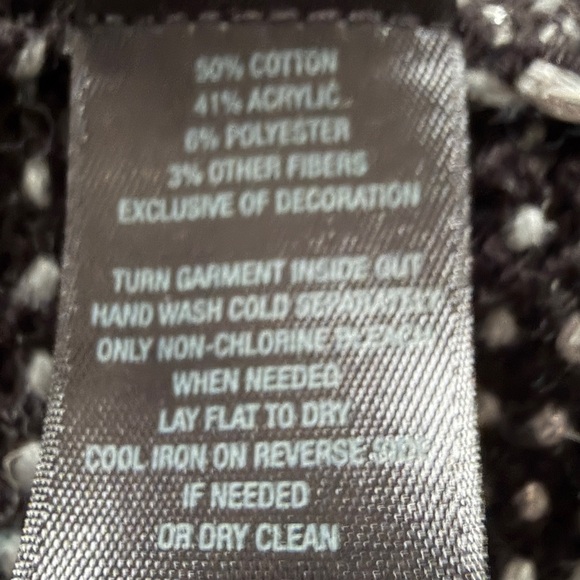 50% COTTON
41% ACRYLIC
6% POLYESTER
3% OTHER FIBERS
EXCLUSIVE OF DECORATION
TURN GARMENT INSIDE OUT
HAND WASH COLD SEPARATELY
ONLY NON-CHLORINE BLEACH
WHEN NEEDED
LAY FLAT TO DRY
COOL IRON ON REVERSE SIDE
IF NEEDED
OR DRY CLEAN